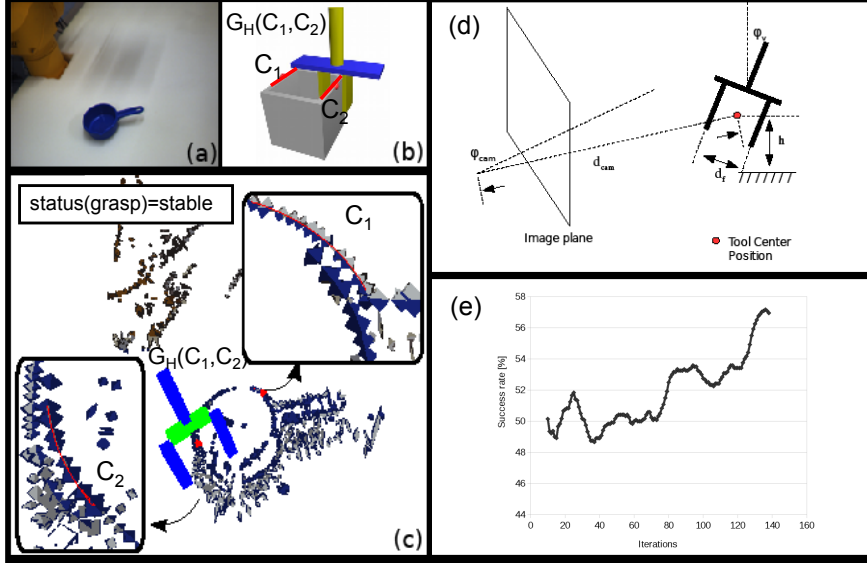 (a)
G_H(C_1,C_2)
C_1
C_2
(b)
status(grasp)=stable
C_1
G_H(C_1,C_2)
C_2
(c)
(d)
φ_v
φ_cam
d_cam
h
d_f
Image plane
Tool Center
Position
(e)
Success rate [%]
58
56
54
52
50
48
46
44
0 20 40 60 80 100 120 140 160
Iterations